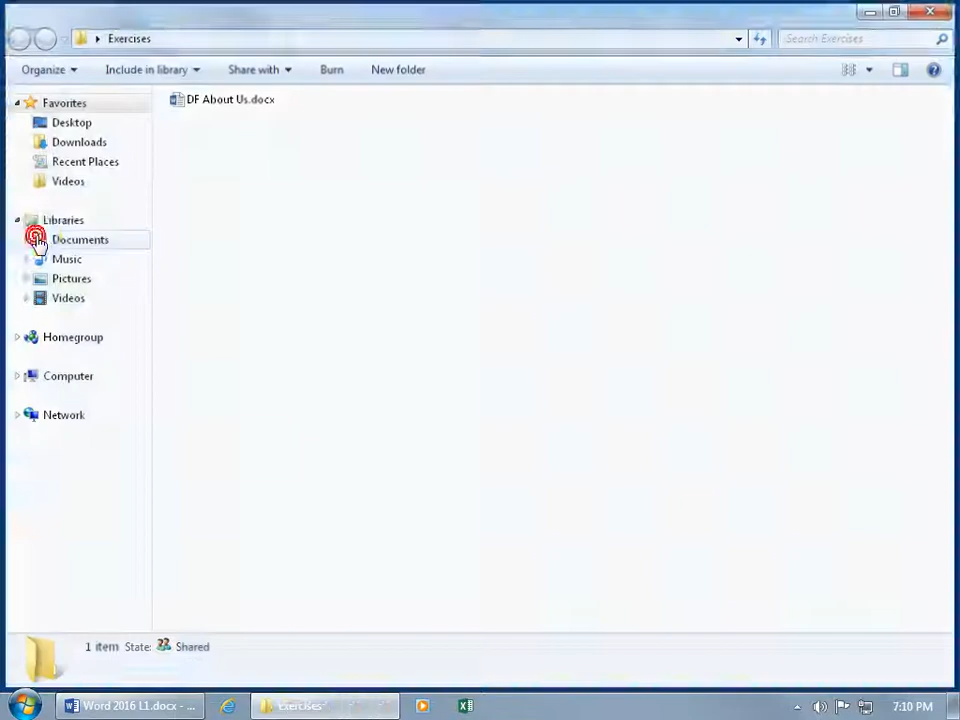 Exercises
Search Exercises
Organize Include in library Share with Burn New folder
Favorites
Desktop
Downloads
Recent Places
Videos
Libraries
Documents
Music
Pictures
Videos
Homegroup
Computer
Network
DF About Us.docx
1 item State: Shared
Word 2016 L1.docx - ... Exercises 7:10 PM